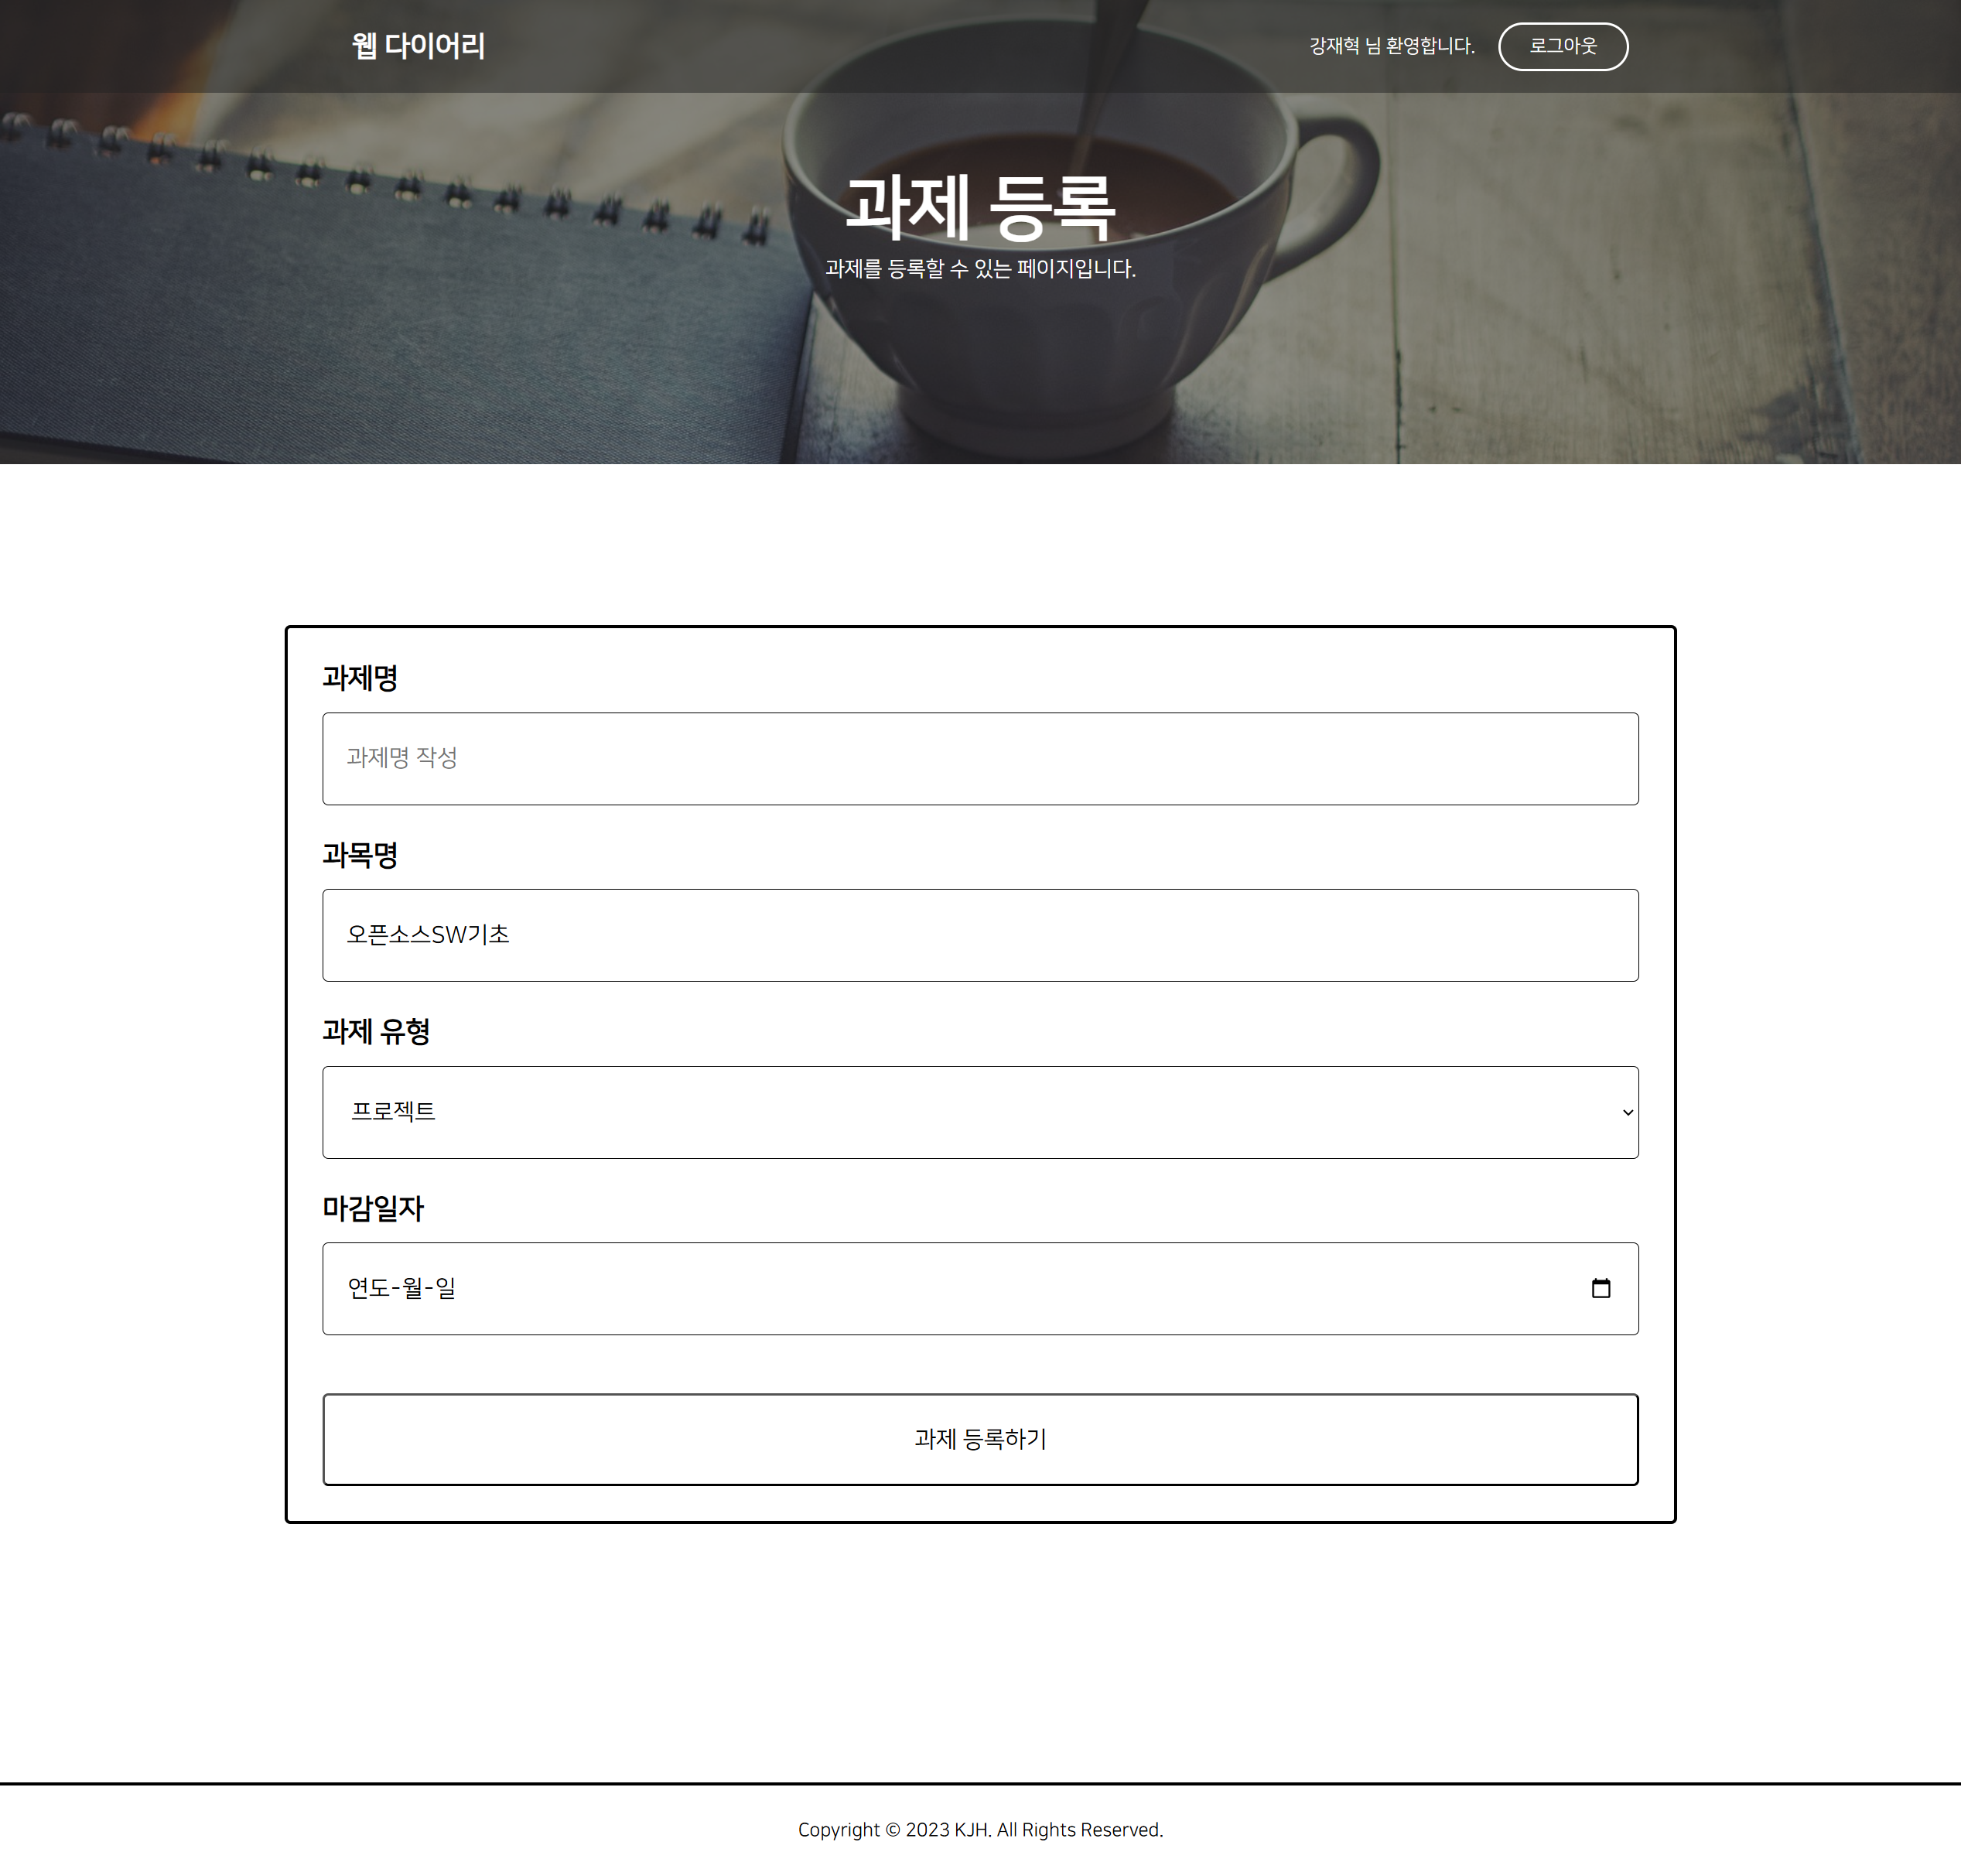 웹 다이어리
강재혁 님 환영합니다.
로그아웃
과제 등록
과제를 등록할 수 있는 페이지입니다.
과제명
과제명 작성
과목명
오픈소스SW기초
과제 유형
프로젝트
마감일자
연도-월-일
과제 등록하기
Copyright © 2023 KJH. All Rights Reserved.